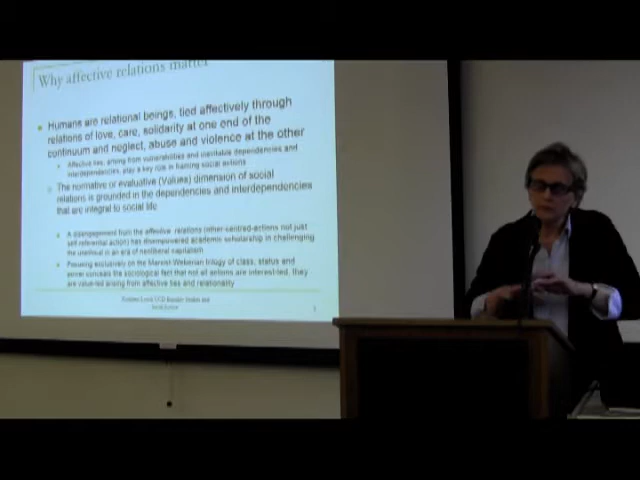 Why affective relations matter
Humans are relational beings, tied affectively through
relations of love, care, solidarity at one end of the
continuum and neglect, abuse and violence at the other
Affective ties, arising from vulnerabilities and inevitable dependencies and
interdependencies, play a key role in framing social actions
The normative or evaluative (Values) dimension of social
relations is grounded in the dependencies and interdependencies
that are integral to social life
A disengagement from the affective relations (other-centred-actions not just
self referential action) has disempowered academic scholarship in challenging
the in an era of neoliberal capitalism
Focusing exclusively on the Marxist-Weberian trilogy of class, status and
power conceals the sociological fact that not all actions are interest-led, they
are value-led arising from affective ties and relationality
Lynch, UCD
Social Justice